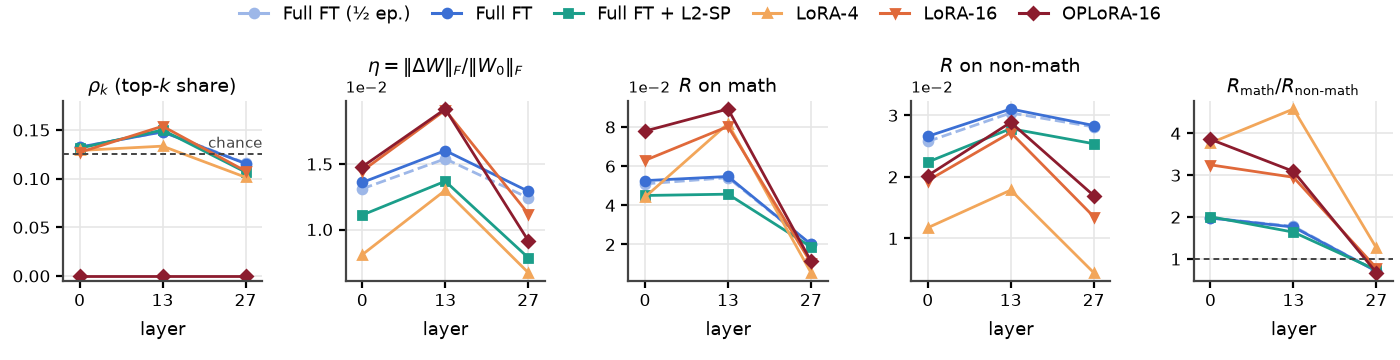 Full FT (½ ep.) Full FT Full FT + L2-SP LoRA-4 LoRA-16 OPLoRA-16
ρk (top-k share)
chance
0.15
0.10
0.05
0.00
0 13 27
layer
η = ‖ΔW‖F/‖W0‖F
1e−2
1.5
1.0
0 13 27
layer
1e−2 R on math
8
6
4
2
0 13 27
layer
R on non-math
1e−2
3
2
1
0 13 27
layer
Rmath/Rnon-math
4
3
2
1
0 13 27
layer